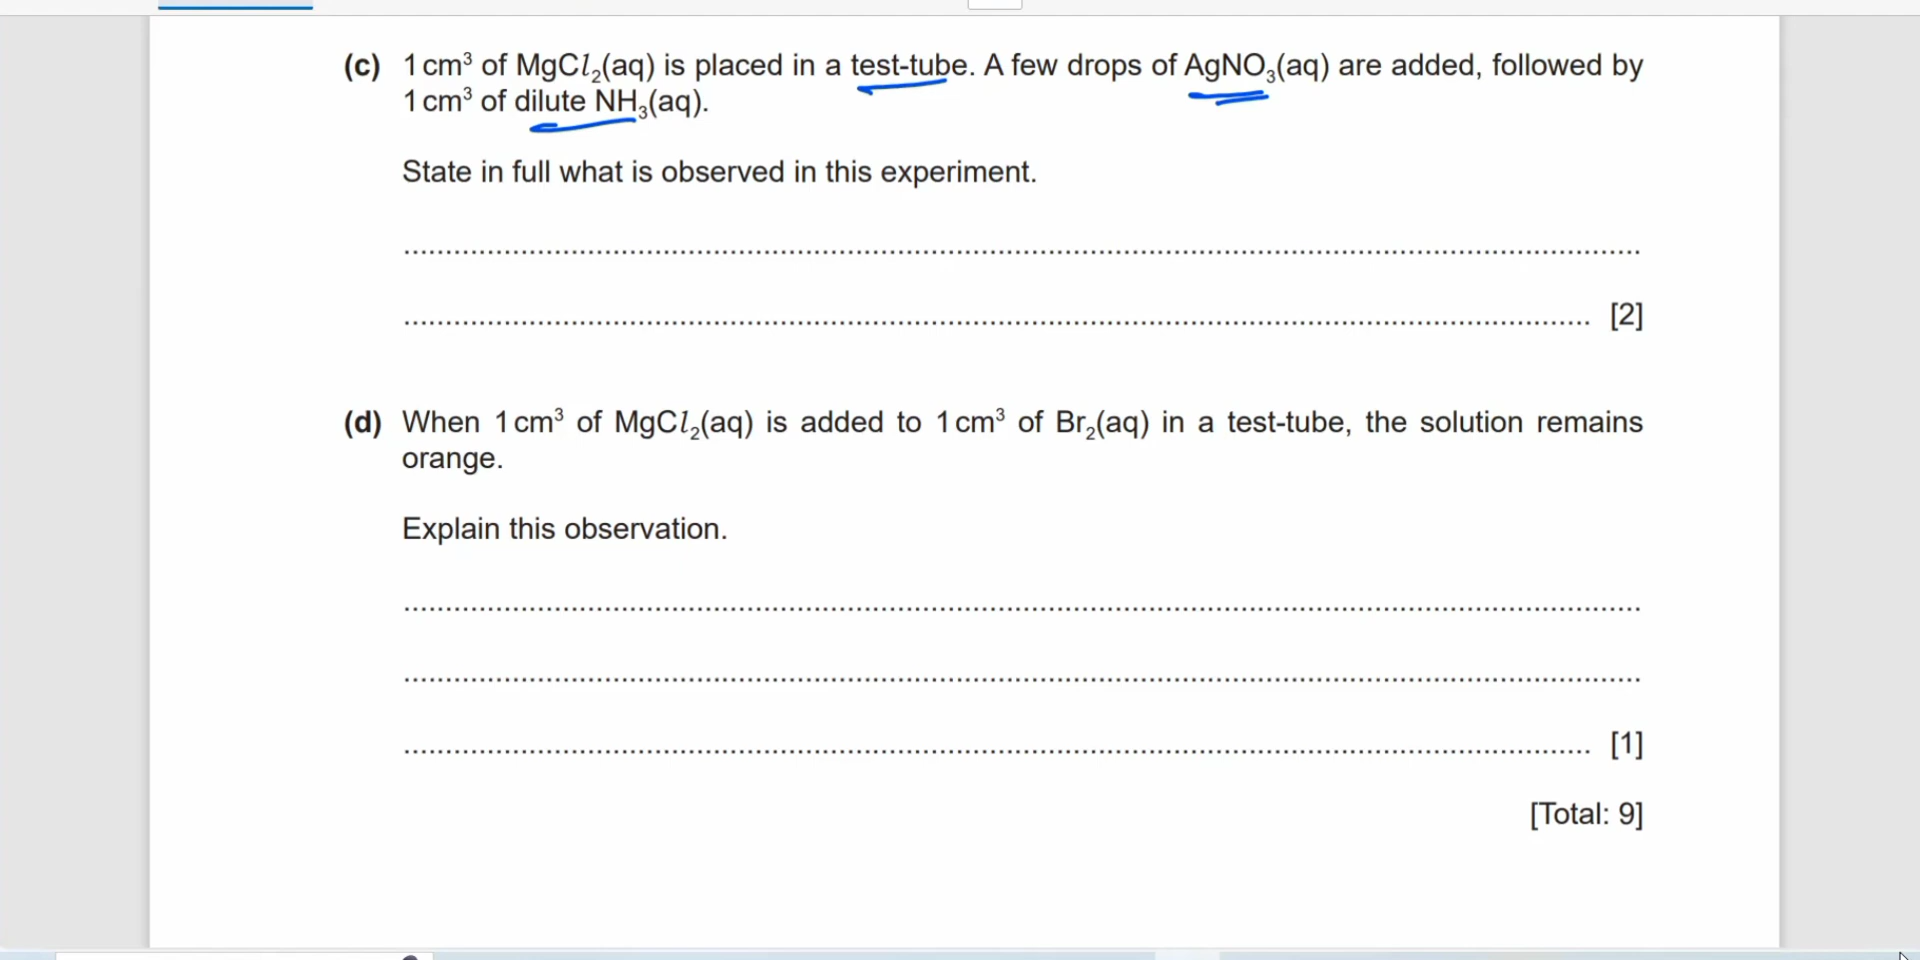 (c) 1 cm³ of MgCl₂(aq) is placed in a test-tube. A few drops of AgNO₃(aq) are added, followed by
1 cm³ of dilute NH₃(aq).
State in full what is observed in this experiment.
........................................................................................................................
.................................................................................................................... [2]
(d) When 1 cm³ of MgCl₂(aq) is added to 1 cm³ of Br₂(aq) in a test-tube, the solution remains
orange.
Explain this observation.
........................................................................................................................
........................................................................................................................
.................................................................................................................... [1]
[Total: 9]